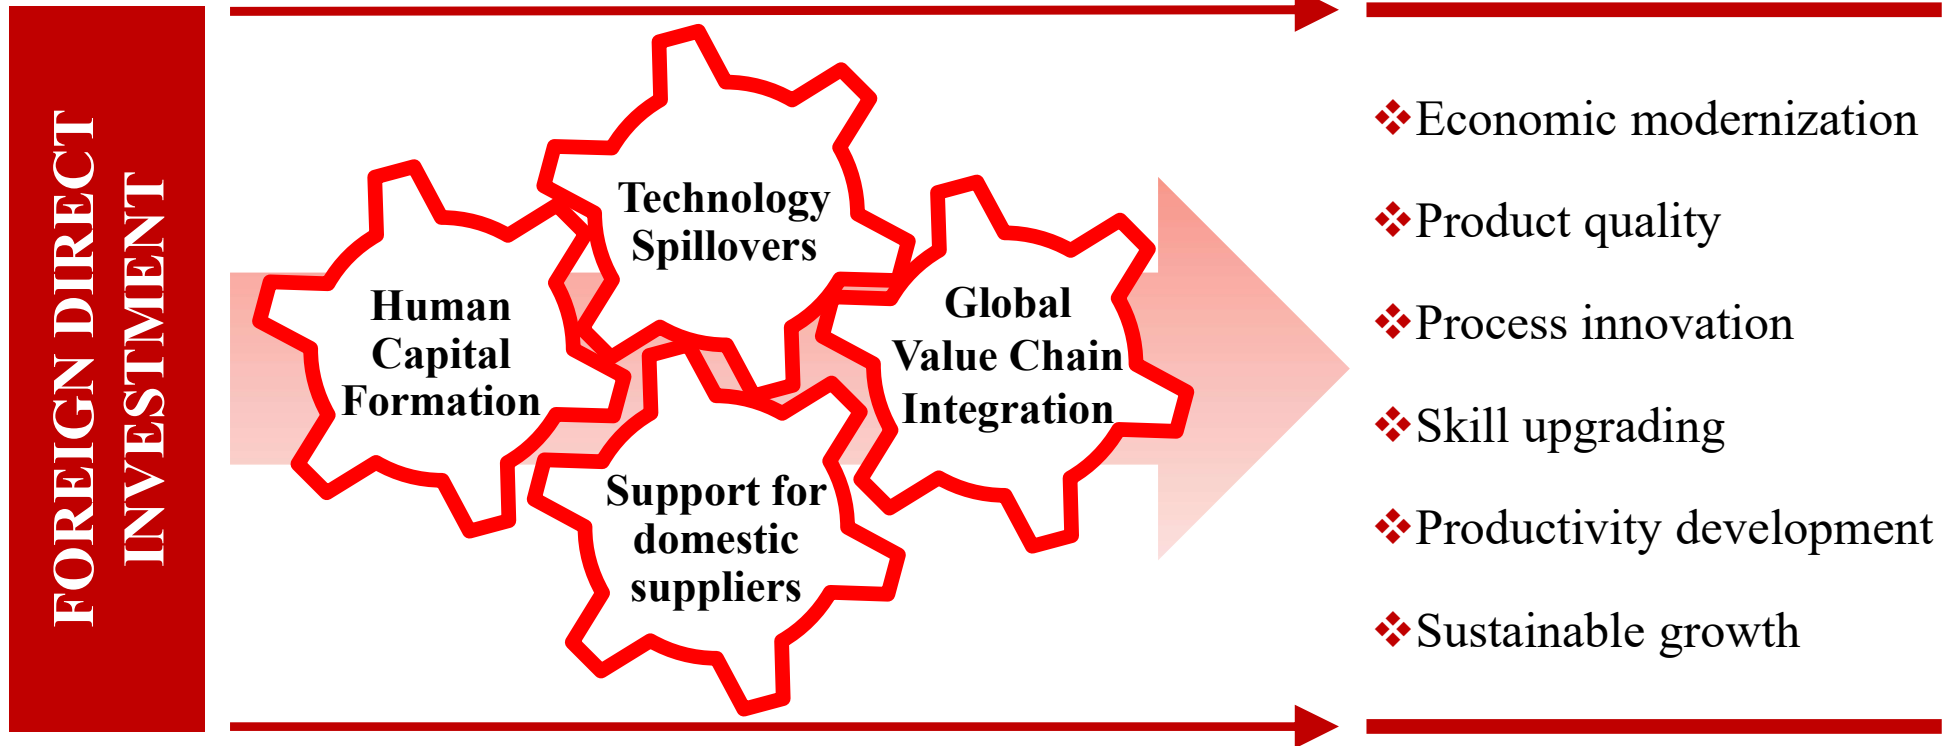 FOREIGN DIRECT
INVESTMENT
Technology
Spillovers
Human
Capital
Formation
Global
Value Chain
Integration
Support for
domestic
suppliers
Economic modernization
Product quality
Process innovation
Skill upgrading
Productivity development
Sustainable growth